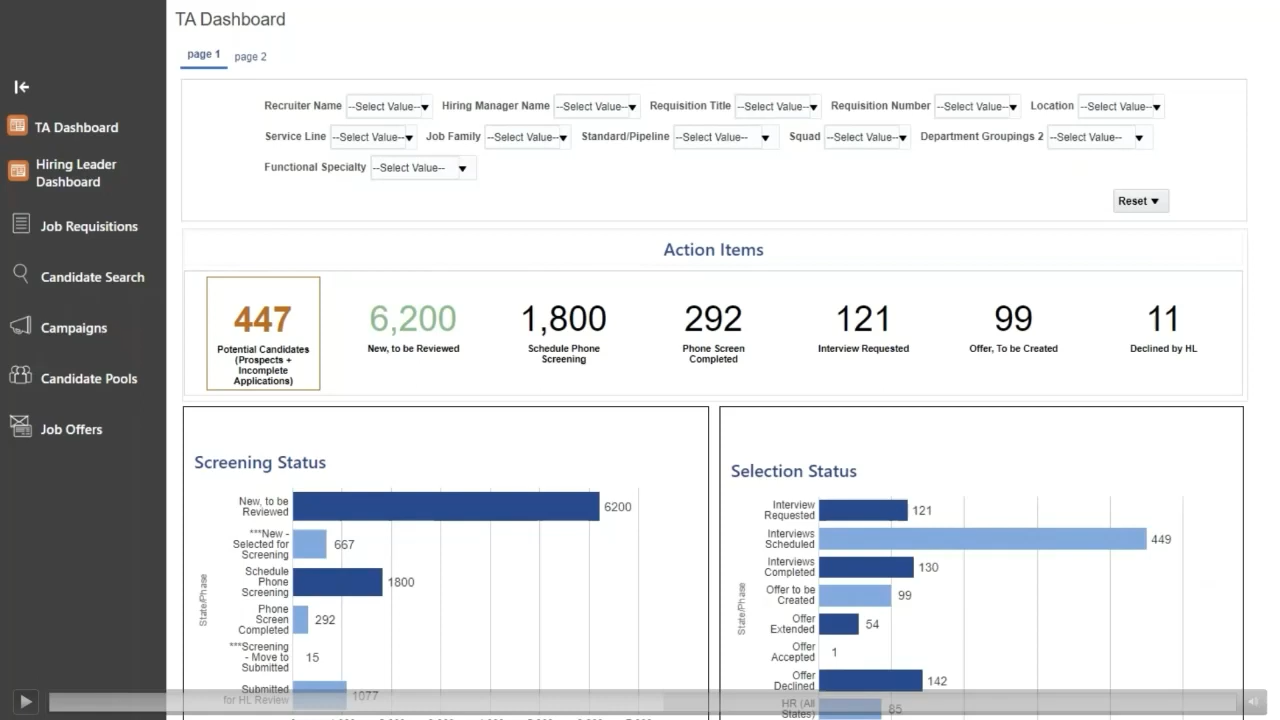 TA Dashboard
page 1 page 2
TA Dashboard
Hiring Leader
Dashboard
Job Requisitions
Candidate Search
Campaigns
Candidate Pools
Job Offers
Recruiter Name --Select Value-- Hiring Manager Name --Select Value-- Requisition Title --Select Value-- Requisition Number --Select Value-- Location --Select Value--
Service Line --Select Value-- Job Family --Select Value-- Standard/Pipeline --Select Value-- Squad --Select Value-- Department Groupings 2 --Select Value--
Functional Specialty --Select Value--
Reset
Action Items
447 6,200 1,800 292 121 99 11
Potential Candidates
(Prospects +
Incomplete
Applications)
New, to be Reviewed
Schedule Phone
Screening
Phone Screen
Completed
Interview Requested
Offer, To be Created
Declined by HL
Screening Status
State/Phase
New, to be
Reviewed
6200
***New -
Selected for
Screening
667
Schedule
Phone
Screening
1800
Phone
Screen
Completed
292
***Screening
- Move to
Submitted
15
Submitted
for HL Review
1077
Selection Status
State/Phase
Interview
Requested
121
Interviews
Scheduled
449
Interviews
Completed
130
Offer to be
Created
99
Offer
Extended
54
Offer
Accepted
1
Offer
Declined
142
HR (All
States)
85